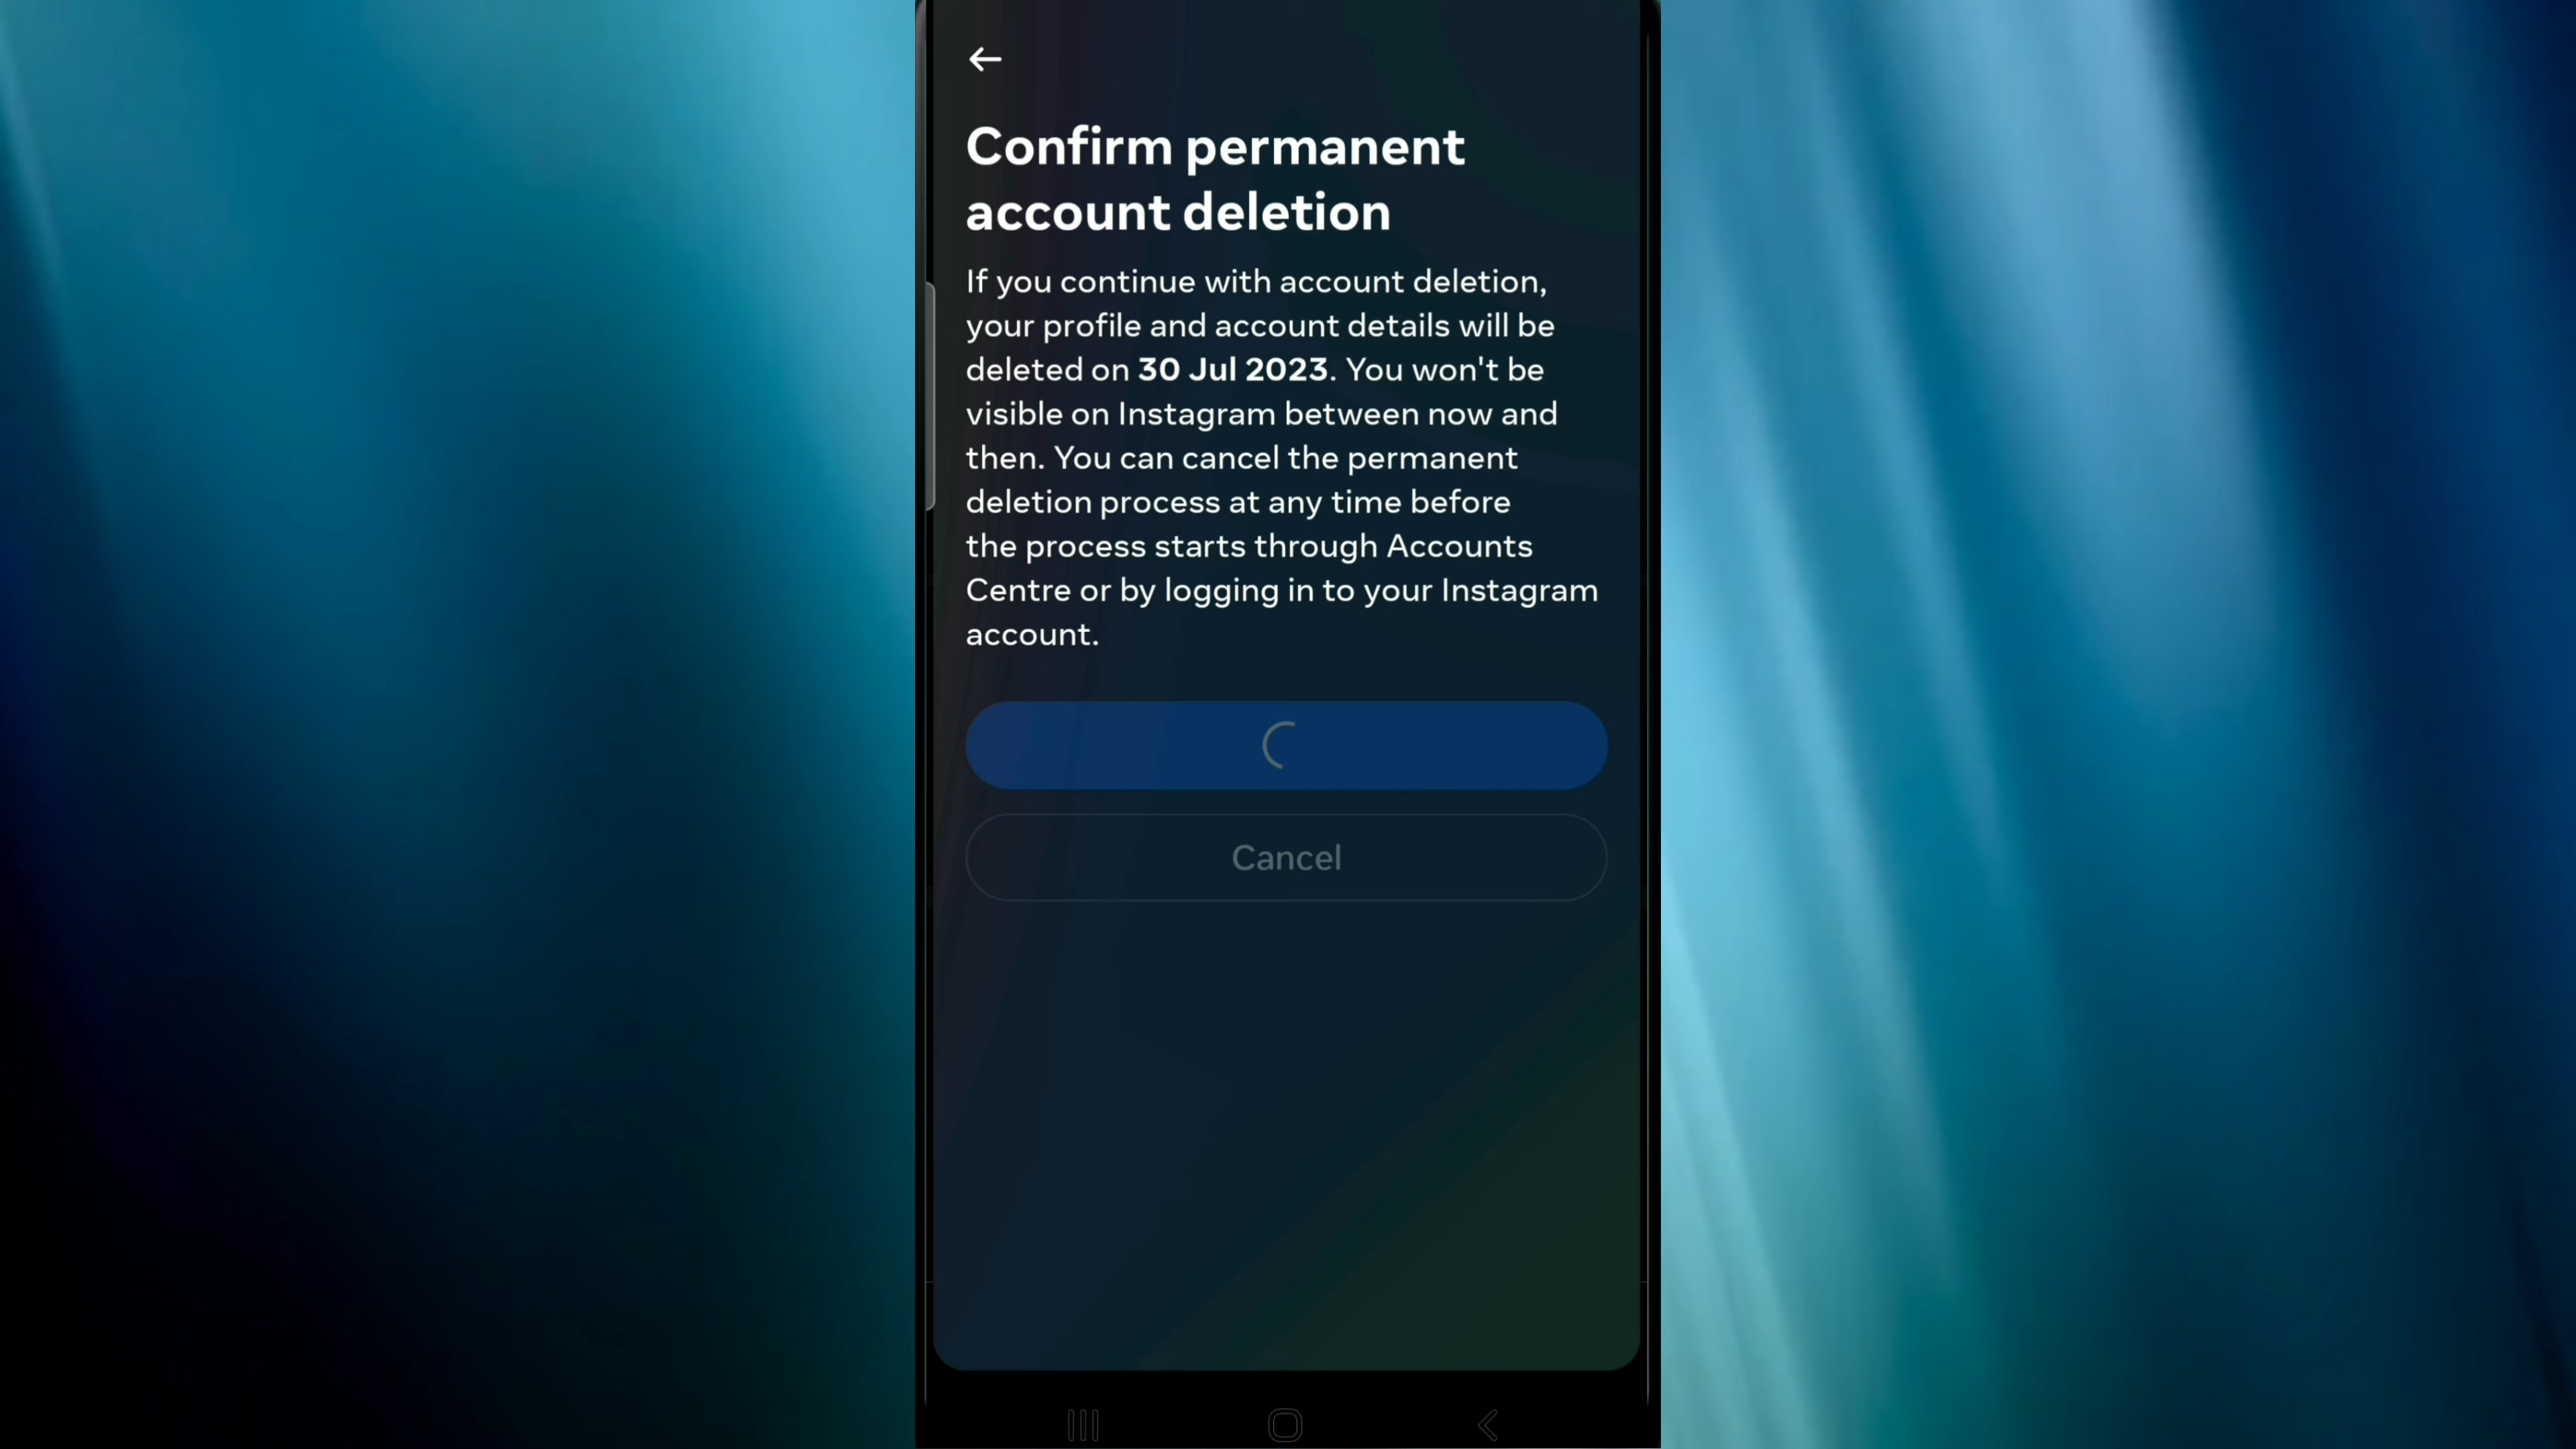 Confirm permanent
account deletion
If you continue with account deletion,
your profile and account details will be
deleted on 30 Jul 2023. You won't be
visible on Instagram between now and
then. You can cancel the permanent
deletion process at any time before
the process starts through Accounts
Centre or by logging in to your Instagram
account.
Cancel